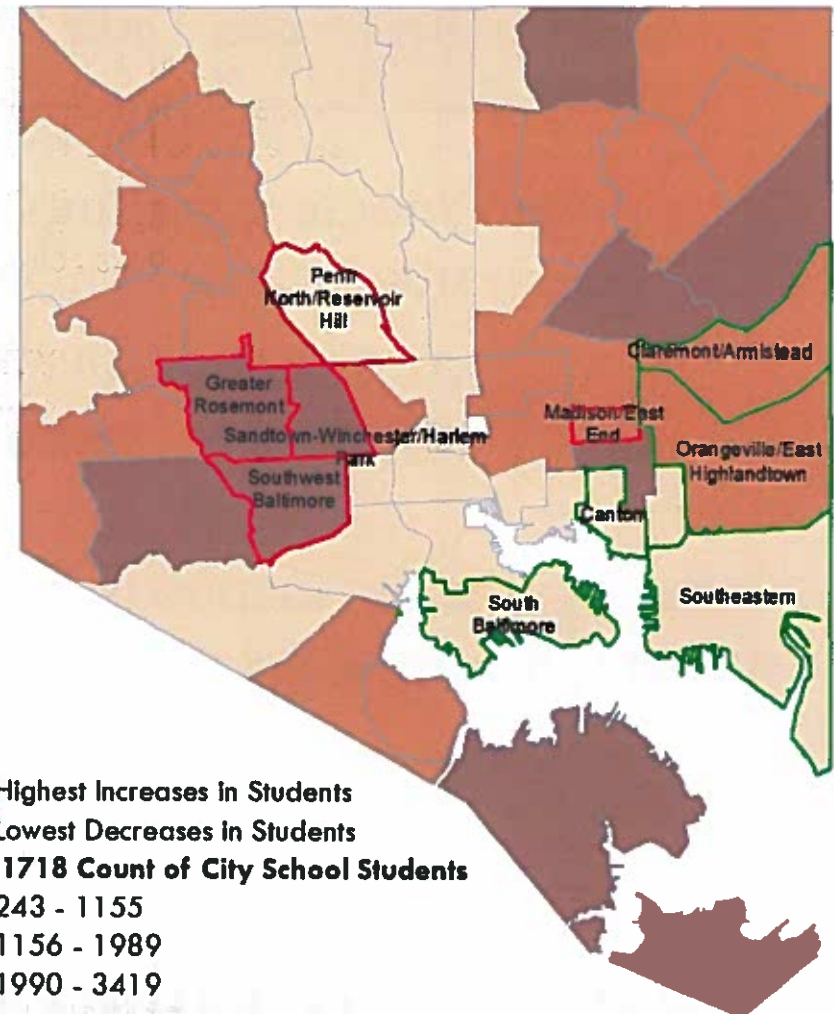 Penn
North/Reservoir
Hill
Claremont/Armistead
Greater
Rosemont
Madison/East
End
Sandtown-Winchester/Harlem
Park
Orangeville/East
Highlandtown
Southwest
Baltimore
Canton
South
Baltimore
Southeastern
Highest Increases in Students
Lowest Decreases in Students
1718 Count of City School Students
243 - 1155
1156 - 1989
1990 - 3419